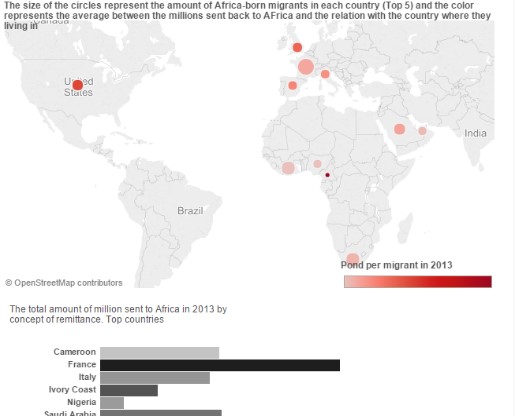 The size of the circles represent the amount of Africa-born migrants in each country (Top 5) and the color
represents the average between the millions sent back to AFrica and the relation with the country where they
living in
Canada
United
States
India
Brazil
Pond per migrant in 2013
© OpenStreetMap contributors
The total amount of million sent to Africa in 2013 by
concept of remittance. Top countries
Cameroon
France
Italy
Ivory Coast
Nigeria
Saudi Arabia